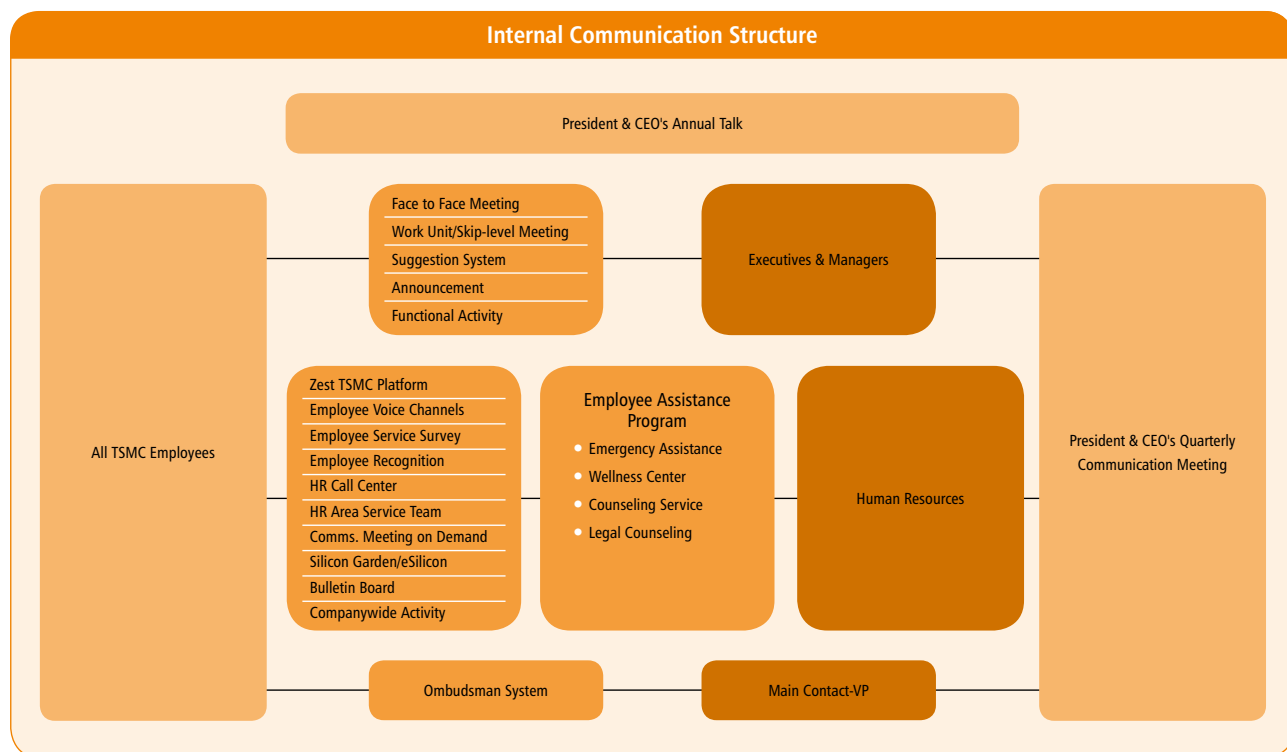 Internal Communication Structure
President & CEO's Annual Talk
All TSMC Employees
Face to Face Meeting
Work Unit/Skip-level Meeting
Suggestion System
Announcement
Functional Activity
Executives & Managers
Zest TSMC Platform
Employee Voice Channels
Employee Service Survey
Employee Recognition
HR Call Center
HR Area Service Team
Comms. Meeting on Demand
Silicon Garden/eSilicon
Bulletin Board
Companywide Activity
Employee Assistance
Program
Emergency Assistance
Wellness Center
Counseling Service
Legal Counseling
Human Resources
Ombudsman System
Main Contact-VP
President & CEO's Quarterly
Communication Meeting